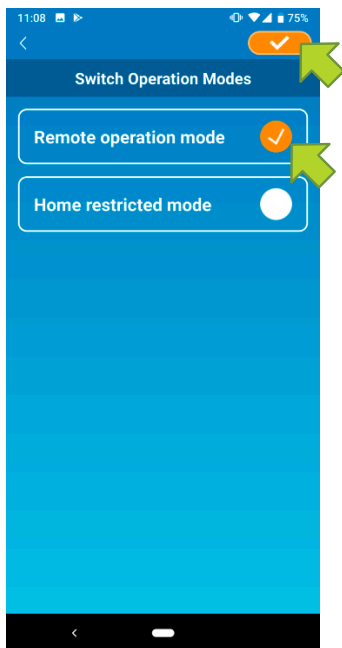 11:08 75%
Switch Operation Modes
Remote operation mode
Home restricted mode